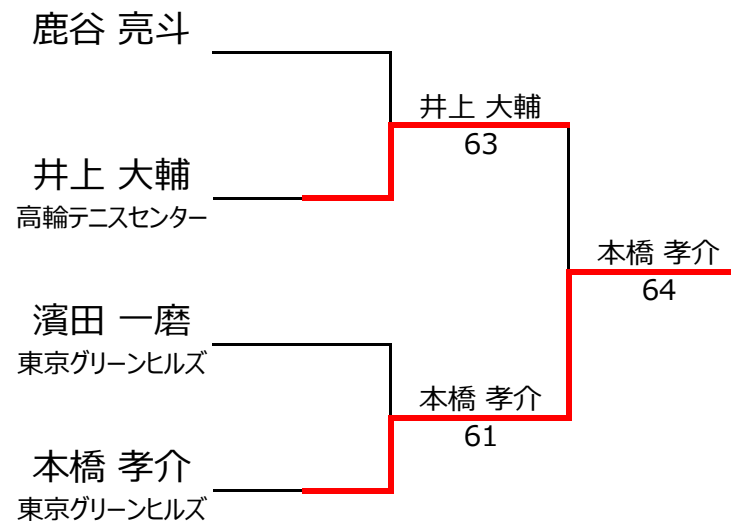 鹿谷 亮斗
井上 大輔
63
井上 大輔
高輪テニスセンター
本橋 孝介
64
濱田 一磨
東京グリーンヒルズ
本橋 孝介
61
本橋 孝介
東京グリーンヒルズ